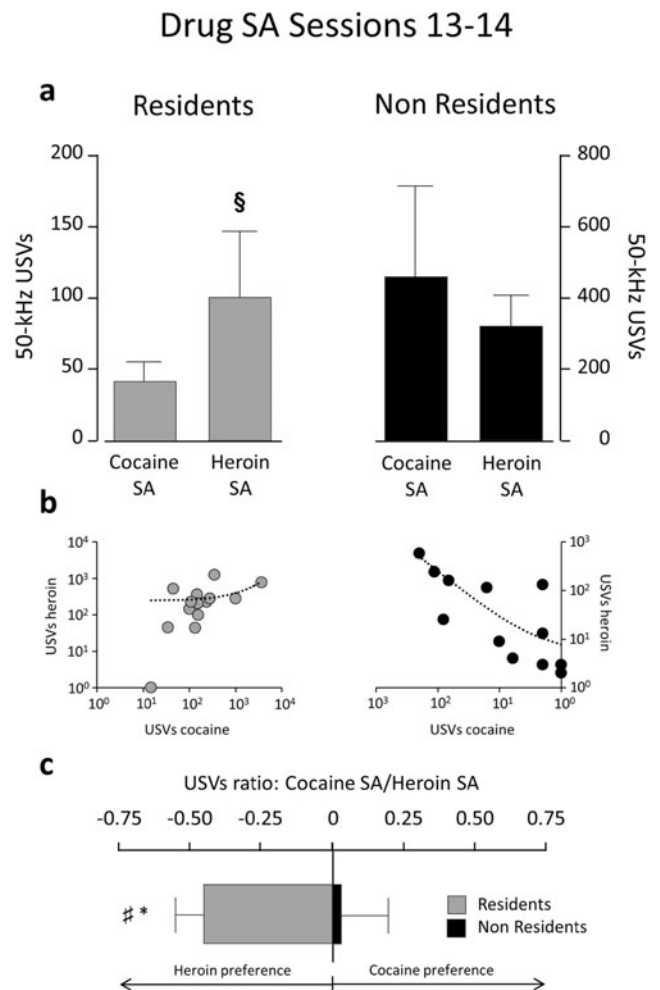 Drug SA Sessions 13-14
a
Residents
Non Residents
50-kHz USVs
200
150
100
50
0
§
Cocaine SA
Heroin SA
800
600
400
200
0
50-kHz USVs
Cocaine SA
Heroin SA
b
USVs heroin
10⁴
10³
10²
10¹
10⁰
10⁰ 10¹ 10² 10³ 10⁴
USVs cocaine
10³
10²
10¹
10⁰
USVs heroin
10³ 10² 10¹ 10⁰
USVs cocaine
c
USVs ratio: Cocaine SA/Heroin SA
-0.75 -0.50 -0.25 0 0.25 0.50 0.75
♯ *
Residents
Non Residents
Heroin preference
Cocaine preference